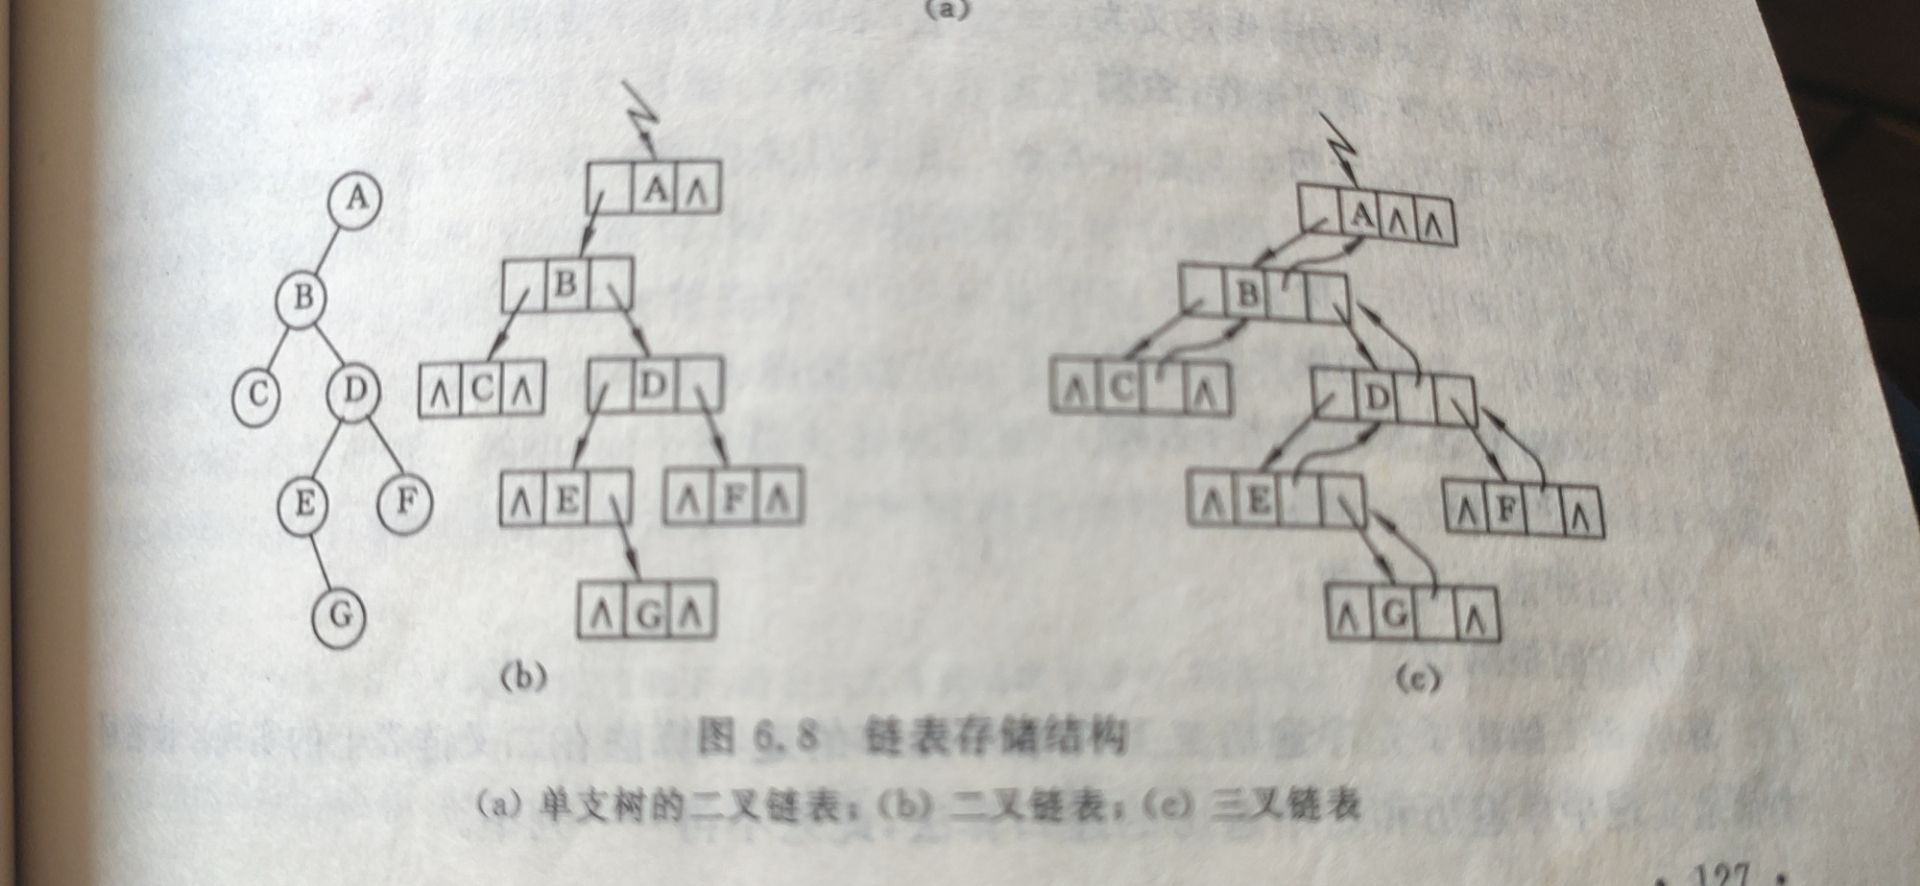 (a)
A
B
C D
E F
G
A ∧
B
∧ C ∧ D
∧ E ∧ F ∧
∧ G ∧
(b)
A ∧ ∧
B
∧ C ∧ D
∧ E ∧ F ∧
∧ G ∧
(c)
图 6.8 链表存储结构
(a) 单支树的二叉链表；(b) 二叉链表；(c) 三叉链表
· 127 ·